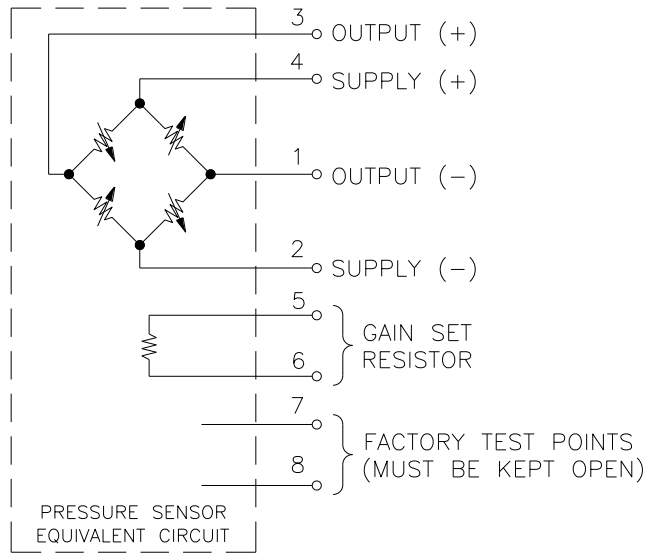 3 OUTPUT (+)
4 SUPPLY (+)
1 OUTPUT (-)
2 SUPPLY (-)
5
GAIN SET
RESISTOR
6
7
FACTORY TEST POINTS
(MUST BE KEPT OPEN)
8
PRESSURE SENSOR
EQUIVALENT CIRCUIT